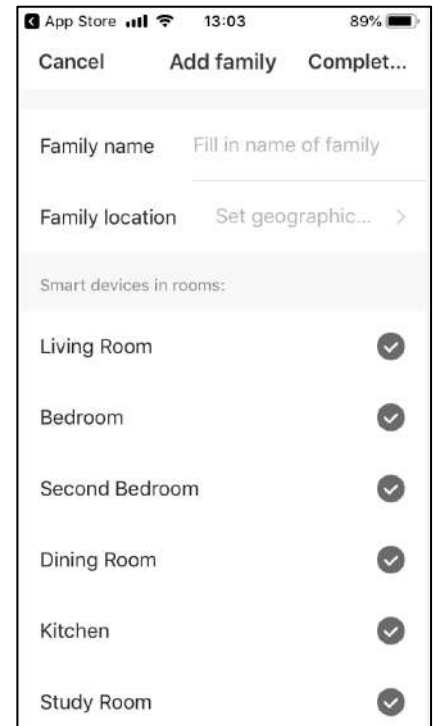 App Store 13:03 89%
Cancel Add family Complet...
Family name Fill in name of family
Family location Set geographic... >
Smart devices in rooms:
Living Room
Bedroom
Second Bedroom
Dining Room
Kitchen
Study Room